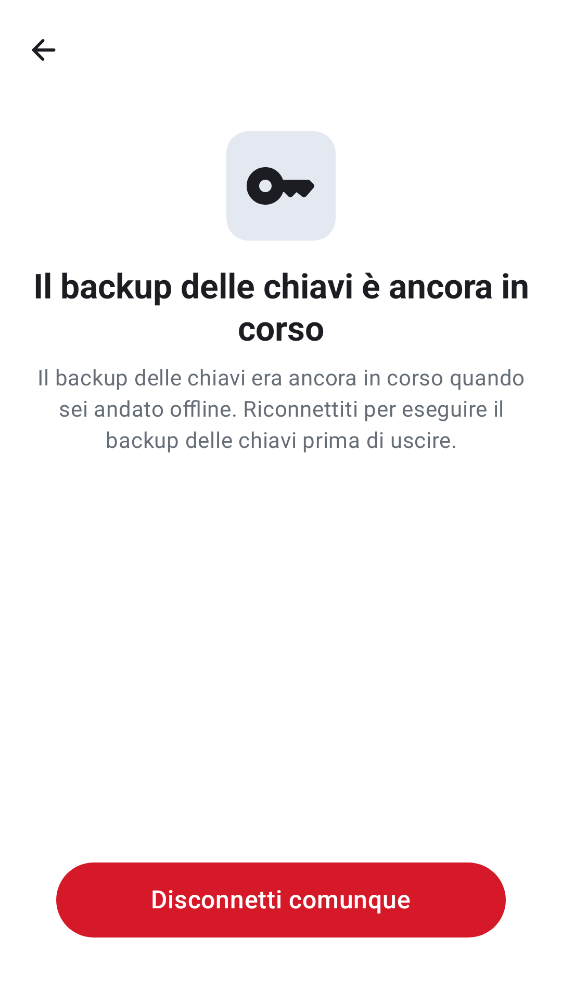 Il backup delle chiavi è ancora in
corso
Il backup delle chiavi era ancora in corso quando
sei andato offline. Riconnettiti per eseguire il
backup delle chiavi prima di uscire.
Disconnetti comunque